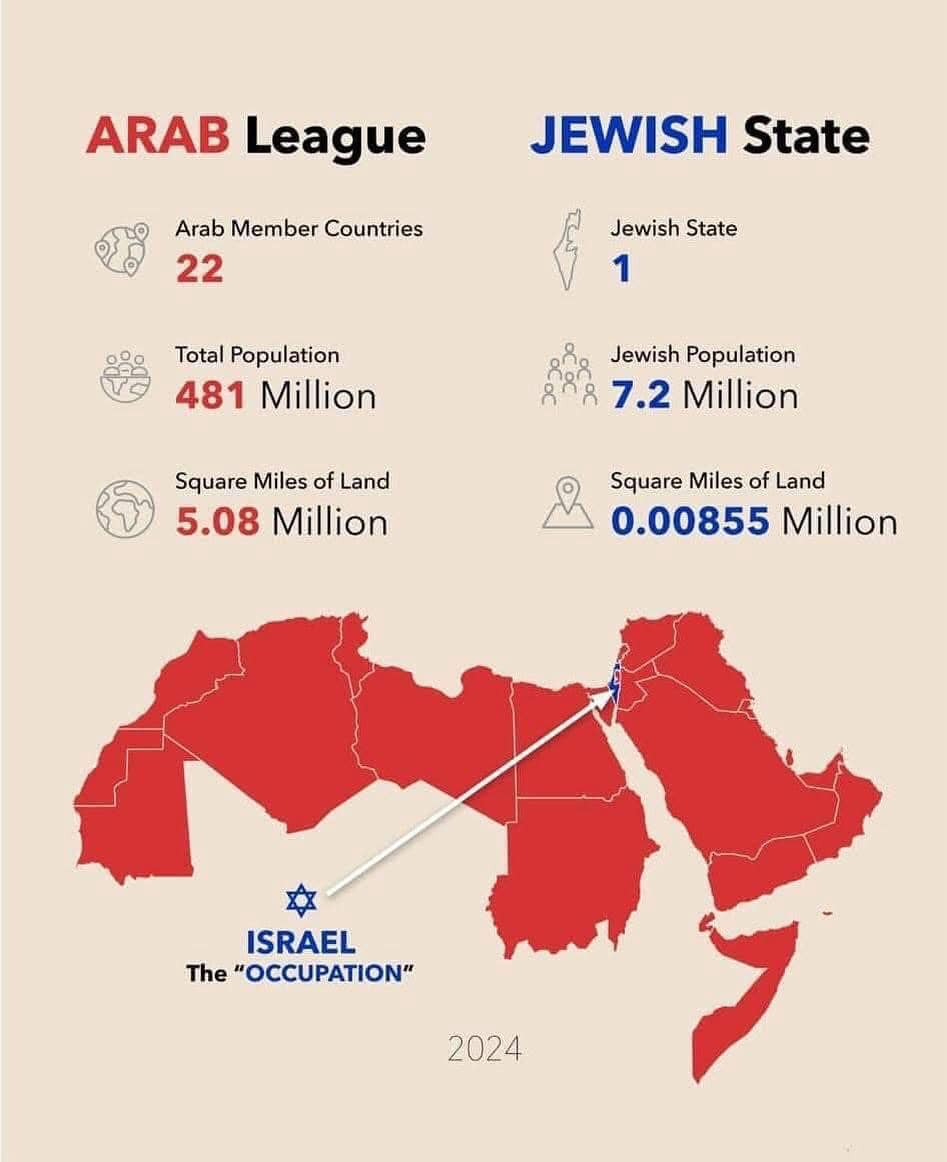 ARAB League
Arab Member Countries
22
Total Population
481 Million
Square Miles of Land
5.08 Million
JEWISH State
Jewish State
1
Jewish Population
7.2 Million
Square Miles of Land
0.00855 Million
ISRAEL
The “OCCUPATION”
2024